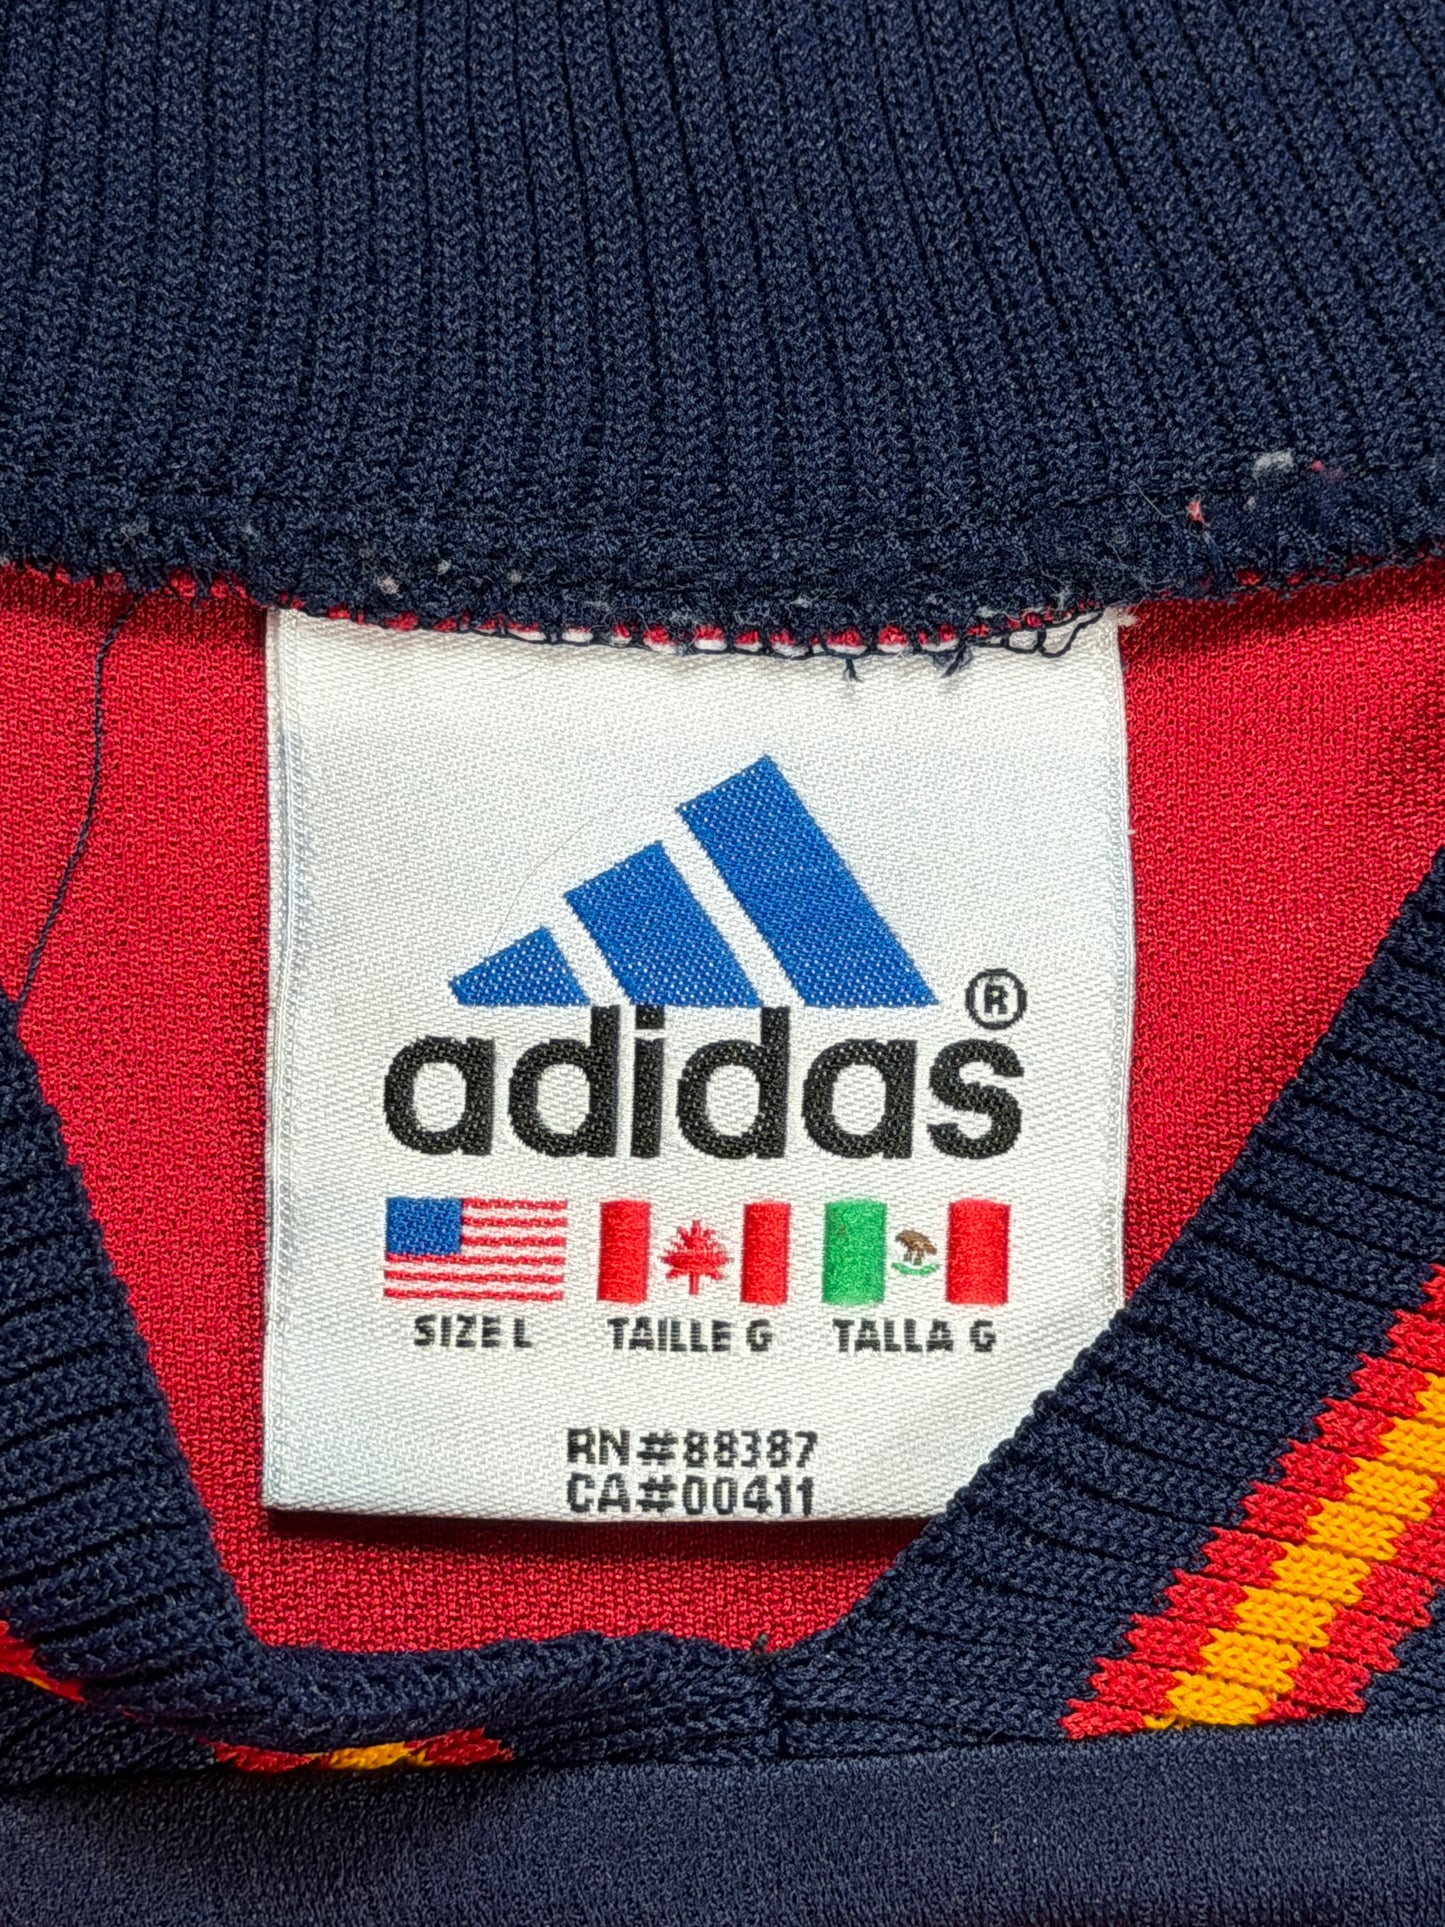 adidas®
SIZE L TAILLE G TALLA G
RN#88387
CA#00411